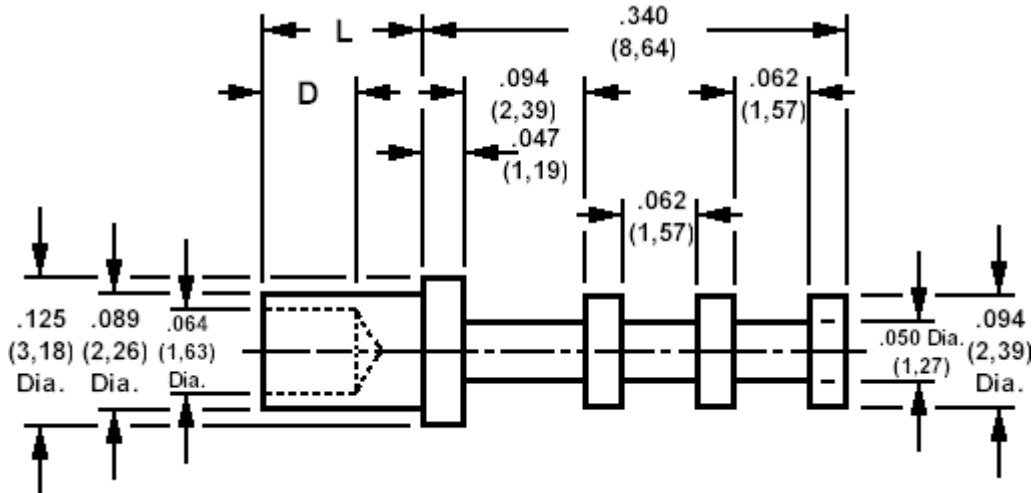 L
.340
(8,64)
D
.094
(2,39)
.062
(1,57)
.047
(1,19)
.062
(1,57)
.125
(3,18)
Dia.
.089
(2,26)
Dia.
.064
(1,63)
Dia.
.050 Dia.
(1,27)
.094
(2,39)
Dia.